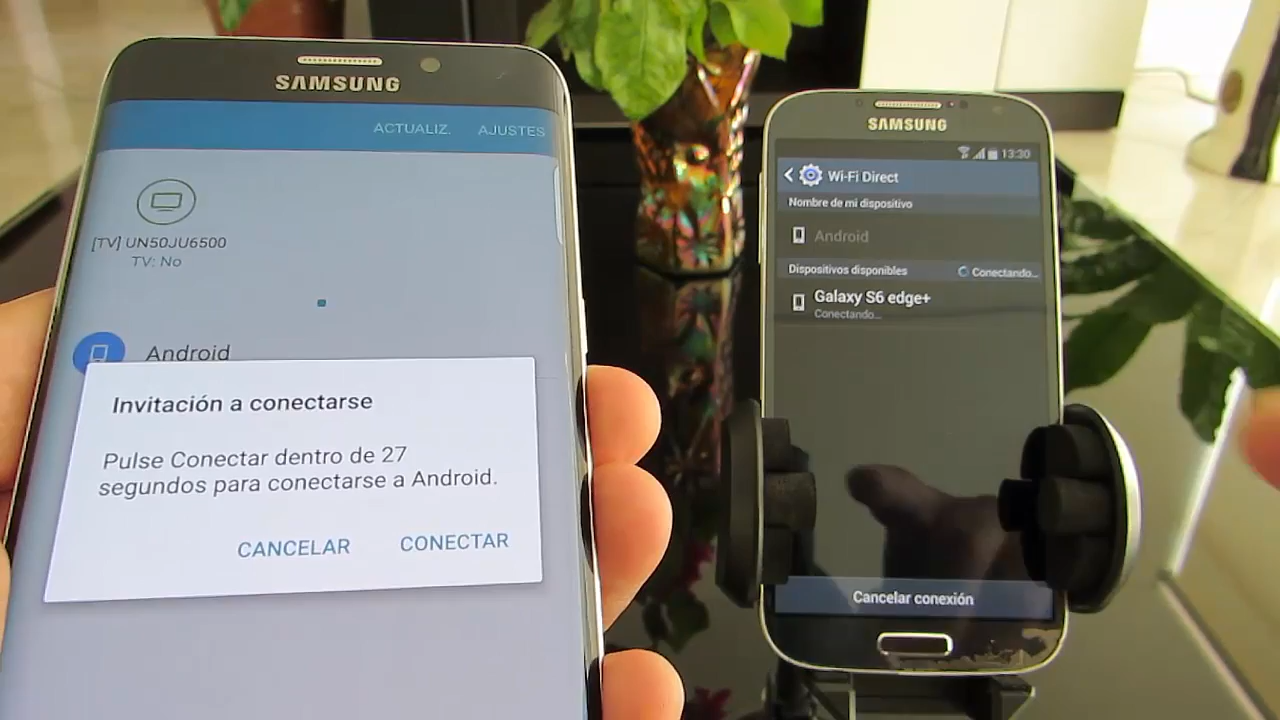 SAMSUNG
ACTUALIZ. AJUSTES
[TV] UN50JU6500
TV: No
Android
Invitación a conectarse
Pulse Conectar dentro de 27
segundos para conectarse a Android.
CANCELAR CONECTAR
SAMSUNG
13:30
Wi-Fi Direct
Nombre de mi dispositivo
Android
Dispositivos disponibles Conectando...
Galaxy S6 edge+
Conectando...
Cancelar conexión